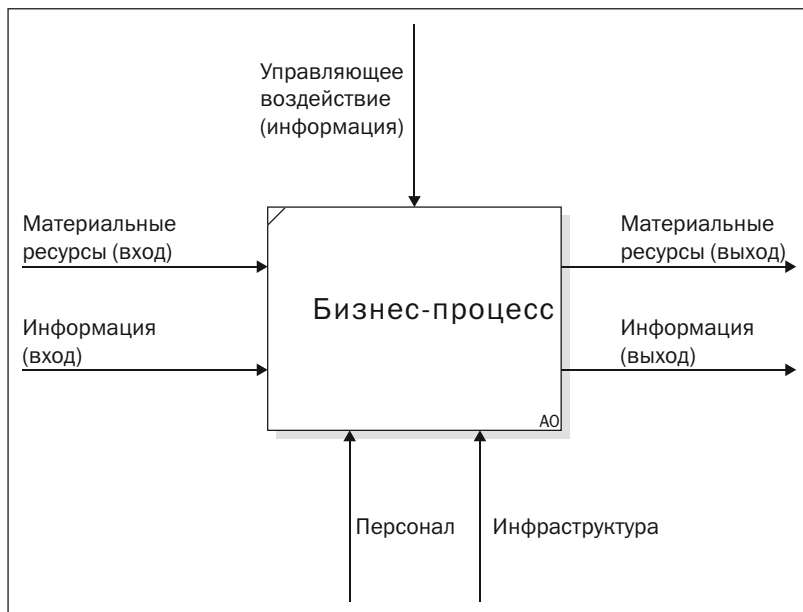 Управляющее
воздействие
(информация)
Материальные
ресурсы (вход)
Материальные
ресурсы (выход)
Бизнес-процесс
Информация
(вход)
Информация
(выход)
A0
Персонал
Инфраструктура